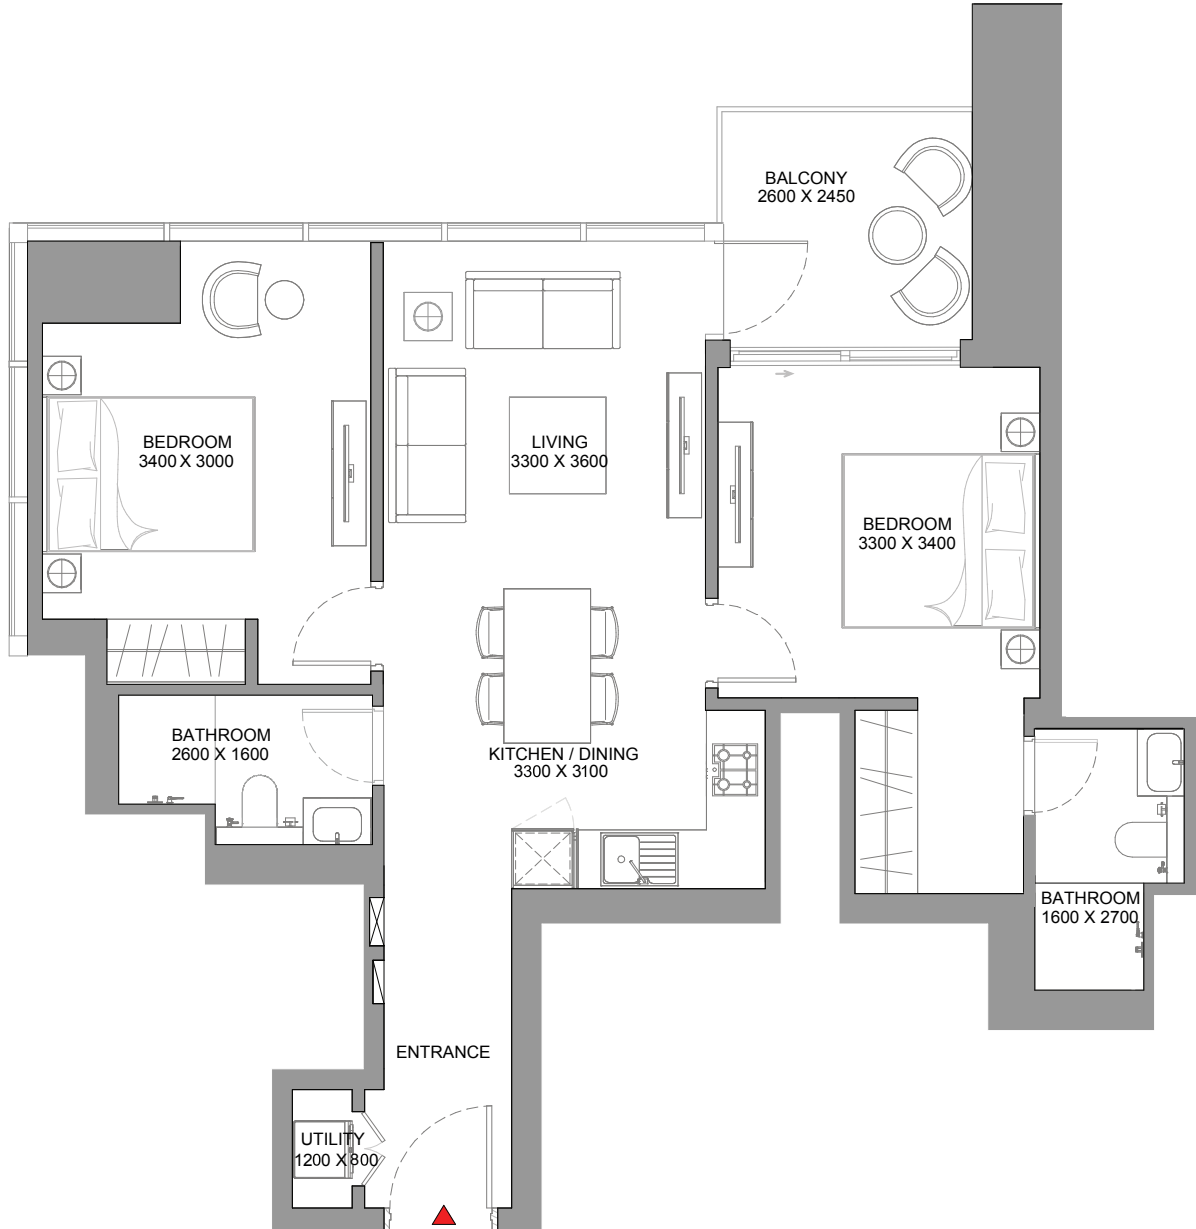 BALCONY
2600 X 2450
BEDROOM
3400 X 3000
LIVING
3300 X 3600
BEDROOM
3300 X 3400
BATHROOM
2600 X 1600
KITCHEN / DINING
3300 X 3100
BATHROOM
1600 X 2700
ENTRANCE
UTILITY
1200 X 800